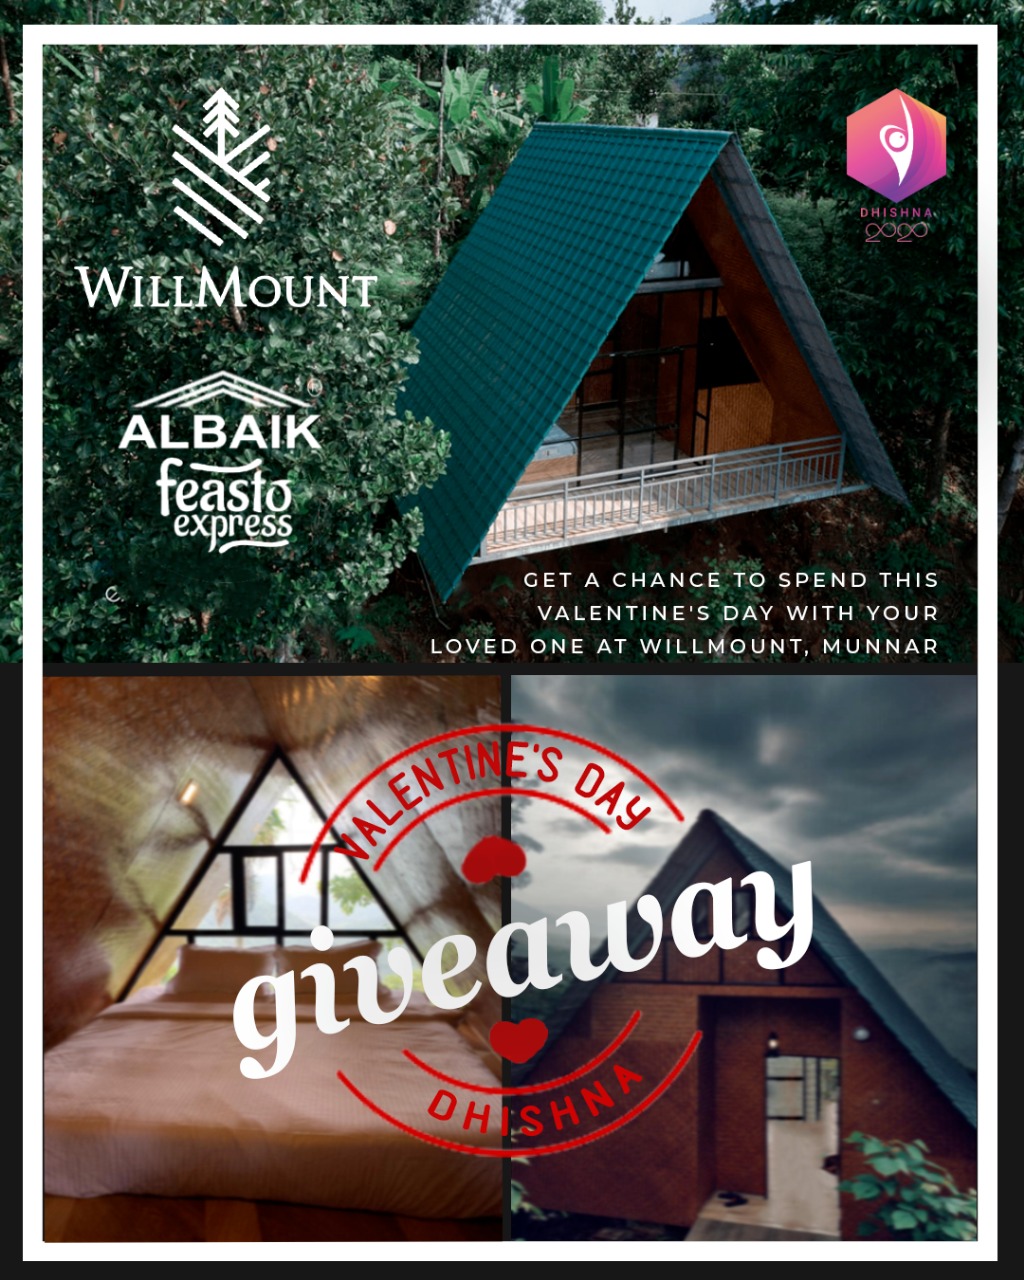 WILLMOUNT
DHISHNA
2020
ALBAIK
feasto
express
GET A CHANCE TO SPEND THIS
VALENTINE'S DAY WITH YOUR
LOVED ONE AT WILLMOUNT, MUNNAR
VALENTINE'S DAY
giveaway
DHISHNA